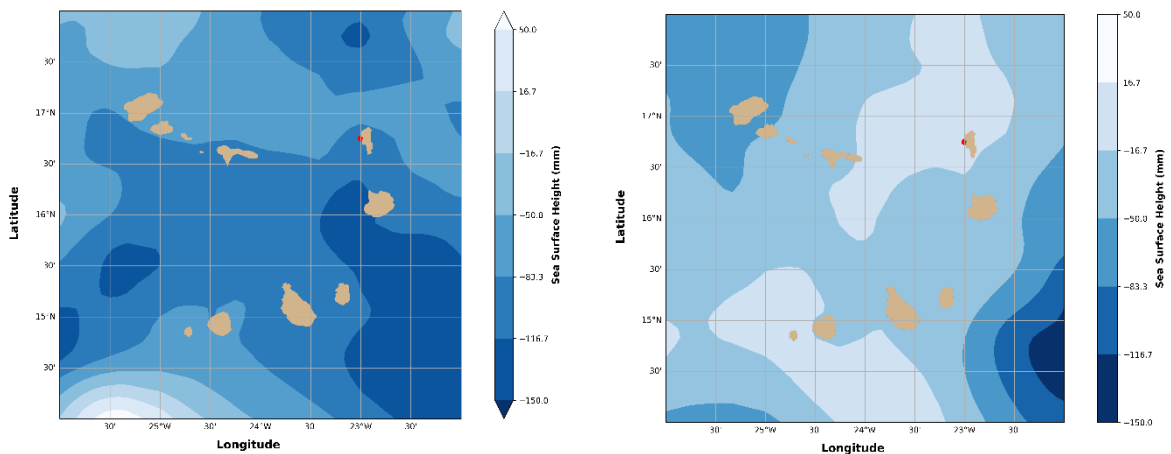 30'
17°N
30'
16°N
30'
15°N
30'
Latitude
30'
25°W
30'
24°W
30
23°W
30'
Longitude
50.0
16.7
−16.7
−50.0
−83.3
−116.7
−150.0
Sea Surface Height (mm)
30'
17°N
30'
16°N
30'
15°N
30'
Latitude
30'
25°W
30
24°W
30
23°W
30
Longitude
50.0
16.7
−16.7
−50.0
−83.3
−116.7
−150.0
Sea Surface Height (mm)